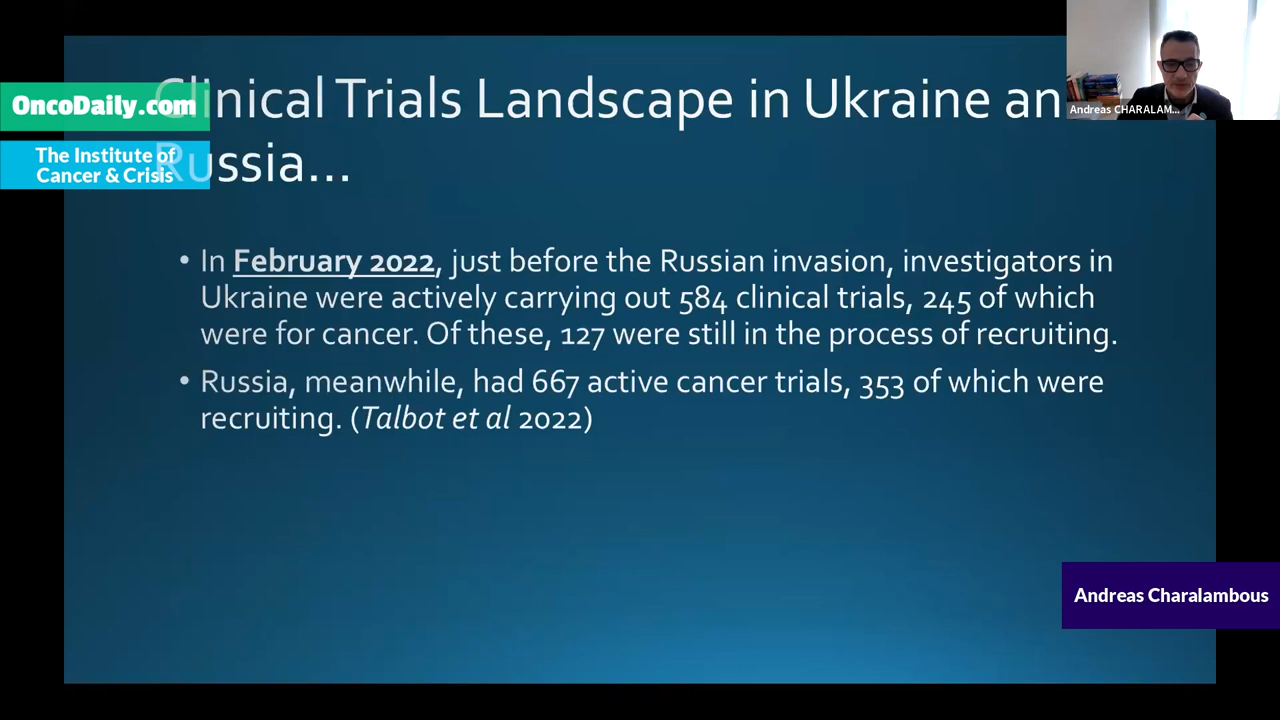 Clinical Trials Landscape in Ukraine an
Russia...
OncoDaily.com
The Institute of
Cancer & Crisis
Andreas CHARALAM...
• In February 2022, just before the Russian invasion, investigators in
Ukraine were actively carrying out 584 clinical trials, 245 of which
were for cancer. Of these, 127 were still in the process of recruiting.
• Russia, meanwhile, had 667 active cancer trials, 353 of which were
recruiting. (Talbot et al 2022)
Andreas Charalambous